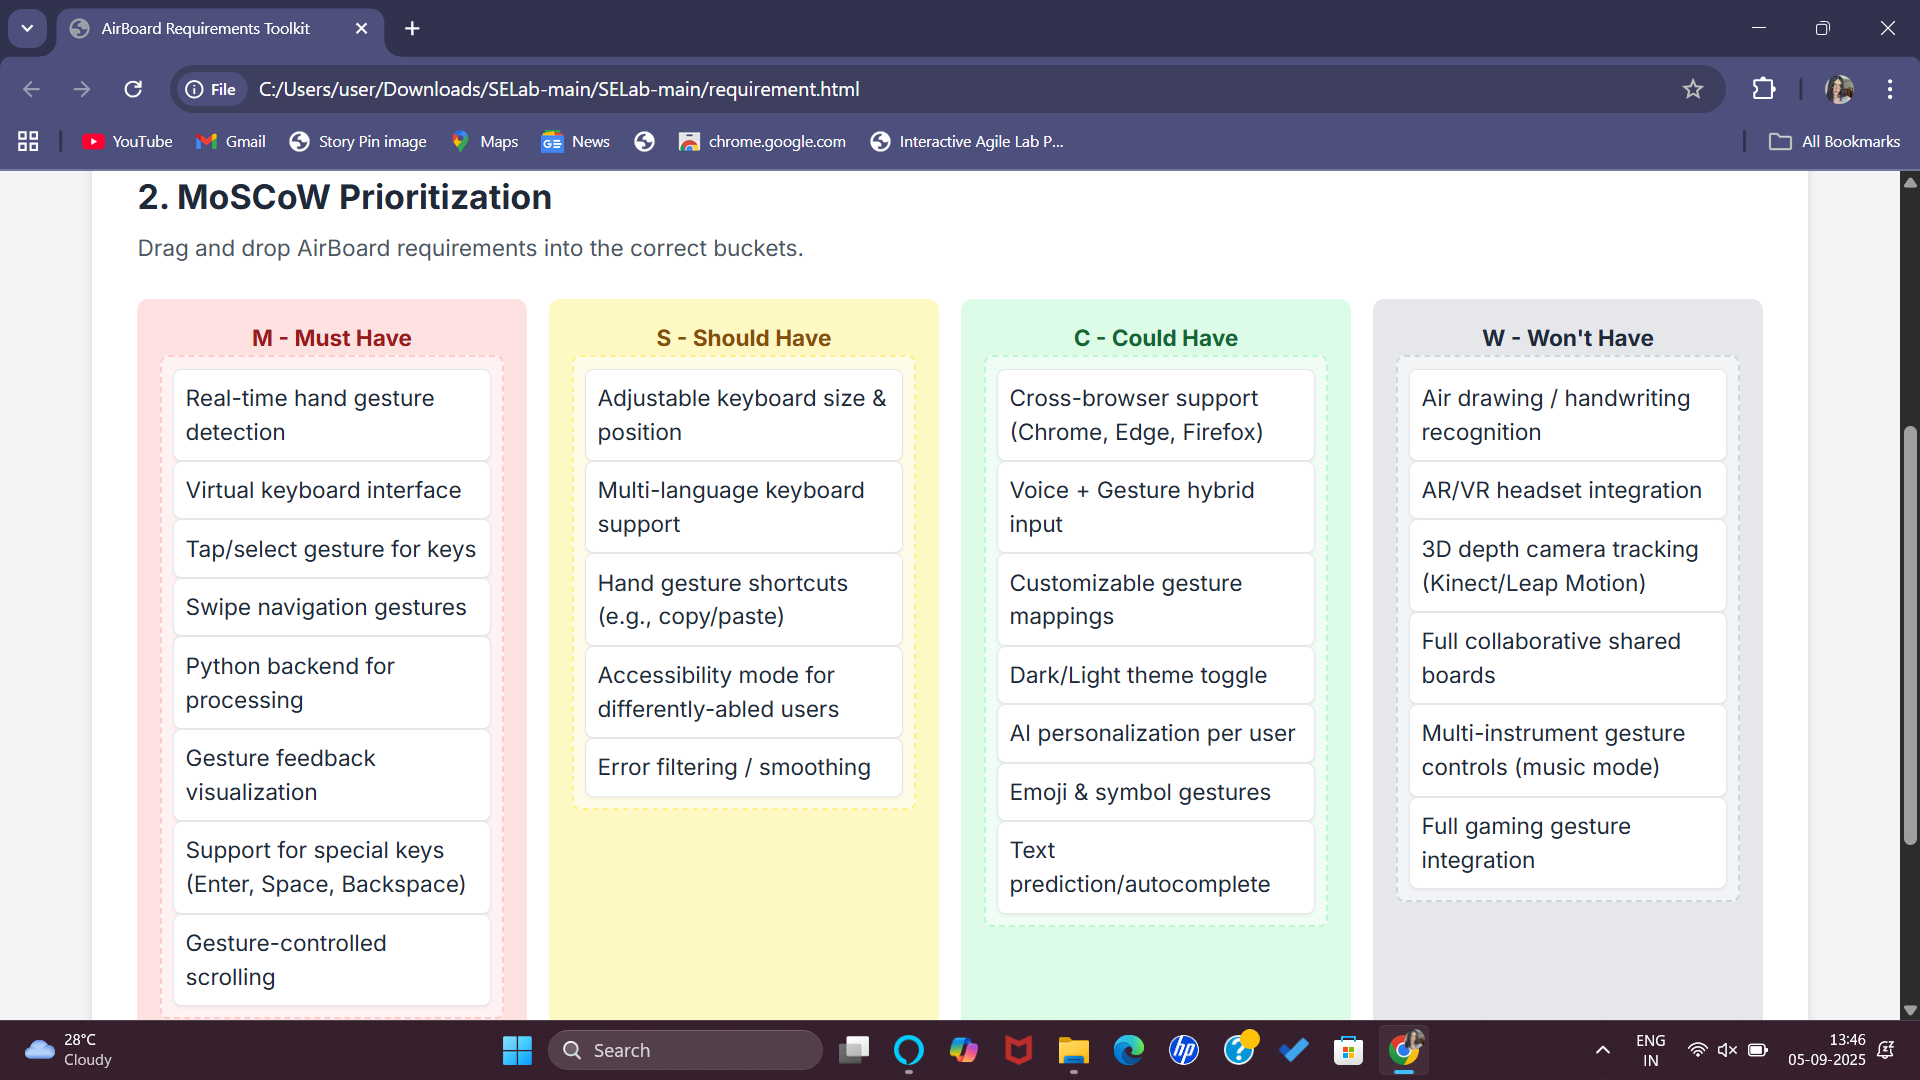 AirBoard Requirements Toolkit
File
C:/Users/user/Downloads/SELab-main/SELab-main/requirement.html
YouTube
Gmail
Story Pin image
Maps
News
chrome.google.com
Interactive Agile Lab P...
All Bookmarks
2. MoSCoW Prioritization
Drag and drop AirBoard requirements into the correct buckets.
M - Must Have
Real-time hand gesture
detection
Virtual keyboard interface
Tap/select gesture for keys
Swipe navigation gestures
Python backend for
processing
Gesture feedback
visualization
Support for special keys
(Enter, Space, Backspace)
Gesture-controlled
scrolling
S - Should Have
Adjustable keyboard size &
position
Multi-language keyboard
support
Hand gesture shortcuts
(e.g., copy/paste)
Accessibility mode for
differently-abled users
Error filtering / smoothing
C - Could Have
Cross-browser support
(Chrome, Edge, Firefox)
Voice + Gesture hybrid
input
Customizable gesture
mappings
Dark/Light theme toggle
AI personalization per user
Emoji & symbol gestures
Text
prediction/autocomplete
W - Won't Have
Air drawing / handwriting
recognition
AR/VR headset integration
3D depth camera tracking
(Kinect/Leap Motion)
Full collaborative shared
boards
Multi-instrument gesture
controls (music mode)
Full gaming gesture
integration
28°C
Cloudy
Search
hp
ENG
IN
13:46
05-09-2025